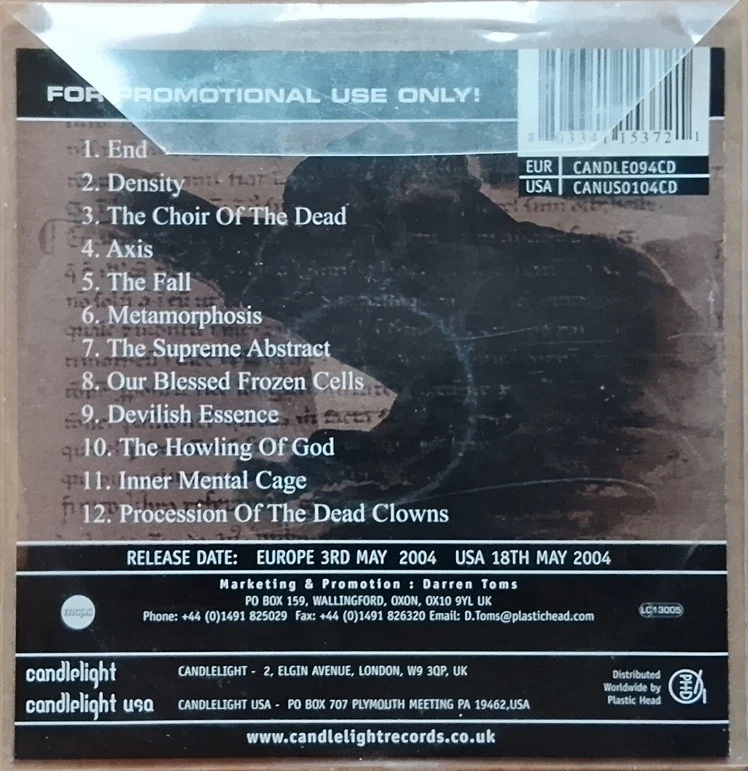 FOR PROMOTIONAL USE ONLY!
8 03341 15372 1
EUR CANDLE094CD
USA CANUS0104CD
1. End
2. Density
3. The Choir Of The Dead
4. Axis
5. The Fall
6. Metamorphosis
7. The Supreme Abstract
8. Our Blessed Frozen Cells
9. Devilish Essence
10. The Howling Of God
11. Inner Mental Cage
12. Procession Of The Dead Clowns
RELEASE DATE: EUROPE 3RD MAY 2004 USA 18TH MAY 2004
Marketing & Promotion : Darren Toms
PO BOX 159, WALLINGFORD, OXON, OX10 9YL UK
Phone: +44 (0)1491 825029 Fax: +44 (0)1491 826320 Email: D.Toms@plastichead.com
mcps
LC13005
candlelight
CANDLELIGHT - 2, ELGIN AVENUE, LONDON, W9 3QP, UK
candlelight usa
CANDLELIGHT USA - PO BOX 707 PLYMOUTH MEETING PA 19462,USA
Distributed
Worldwide by
Plastic Head
PHD
www.candlelightrecords.co.uk